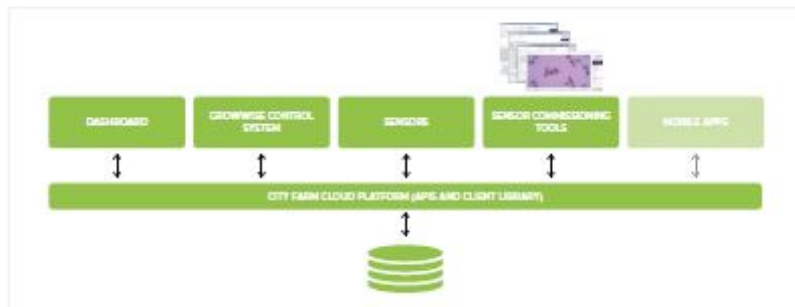 DASHBOARD
GROWWISE CONTROL
SYSTEM
SENSORS
SENSOR COMMISSIONING
TOOLS
MOBILE APPS
CITY FARM CLOUD PLATFORM (APIS AND CLIENT LIBRARY)